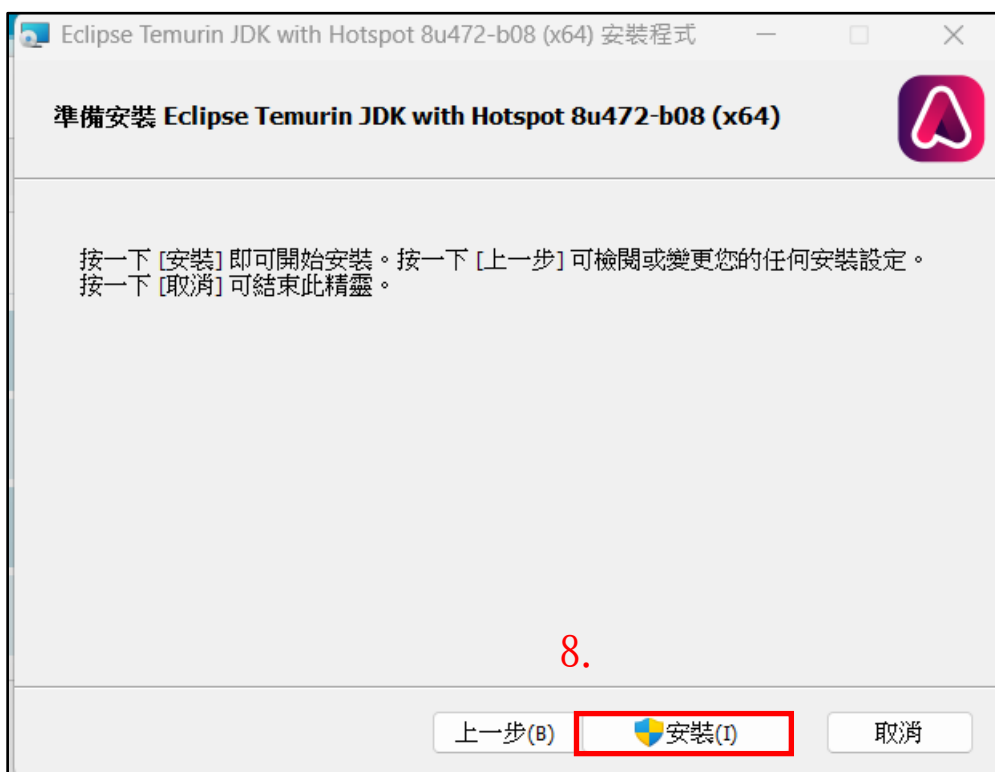 Eclipse Temurin JDK with Hotspot 8u472-b08 (x64) 安裝程式
準備安裝 Eclipse Temurin JDK with Hotspot 8u472-b08 (x64)
按一下 [安裝] 即可開始安裝。按一下 [上一步] 可檢閱或變更您的任何安裝設定。
按一下 [取消] 可結束此精靈。
8.
上一步(B) 安裝(I) 取消